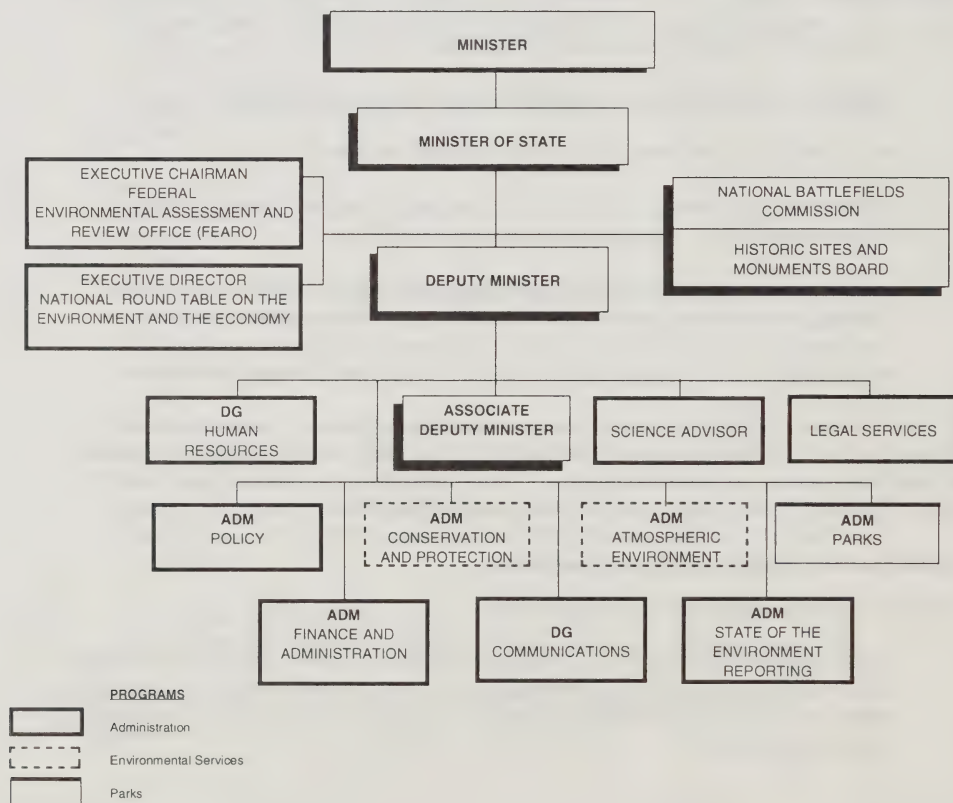 MINISTER
MINISTER OF STATE
EXECUTIVE CHAIRMAN
FEDERAL
ENVIRONMENTAL ASSESSMENT AND
REVIEW OFFICE (FEARO)
NATIONAL BATTLEFIELDS
COMMISSION
HISTORIC SITES AND
MONUMENTS BOARD
EXECUTIVE DIRECTOR
NATIONAL ROUND TABLE ON THE
ENVIRONMENT AND THE ECONOMY
DEPUTY MINISTER
DG
HUMAN
RESOURCES
ASSOCIATE
DEPUTY MINISTER
SCIENCE ADVISOR
LEGAL SERVICES
ADM
POLICY
ADM
CONSERVATION
AND PROTECTION
ADM
ATMOSPHERIC
ENVIRONMENT
ADM
PARKS
ADM
FINANCE AND
ADMINISTRATION
DG
COMMUNICATIONS
ADM
STATE OF THE
ENVIRONMENT
REPORTING
PROGRAMS
Administration
Environmental Services
Parks